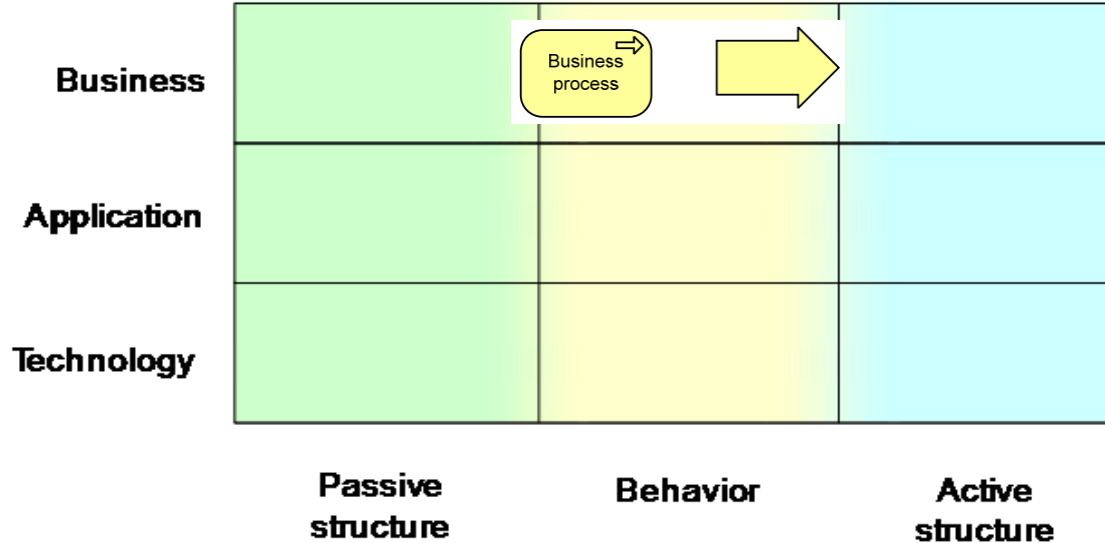 Business
Business
process
Application
Technology
Passive
structure
Behavior
Active
structure